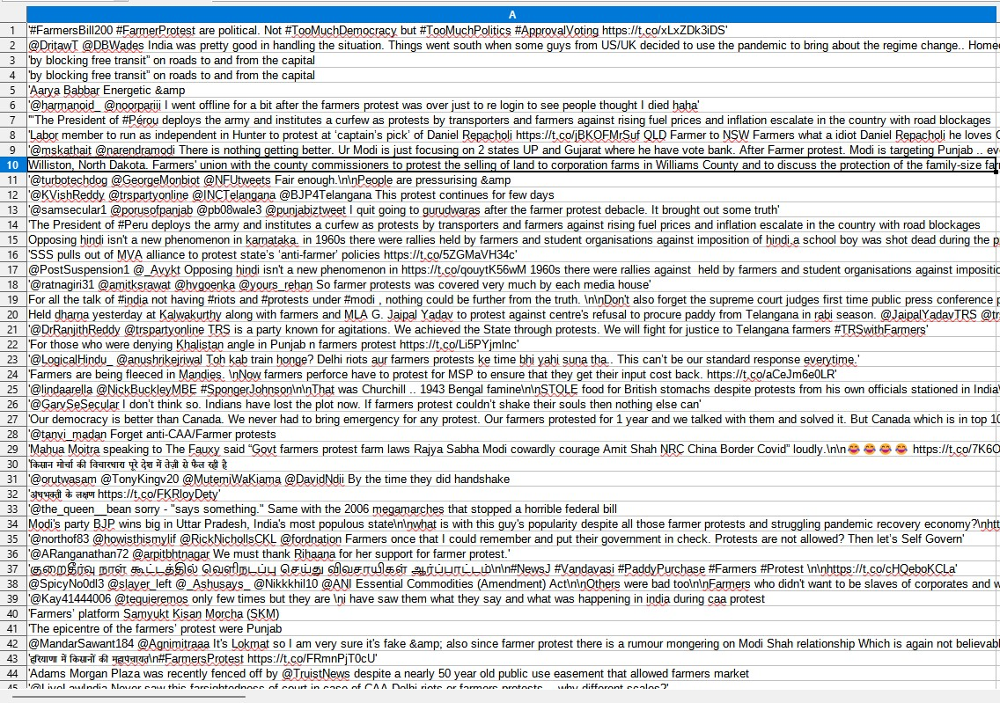 A
1 '#FarmersBill200 #FarmerProtest are political. Not #TooMuchDemocracy but #TooMuchPolitics #ApprovalVoting https://t.co/xLxZDk3iDS'
2 @DritawT @DBWades India was pretty good in handling the situation. Things went south when some guys from US/UK decided to use the pandemic to bring about the regime change.. Home
3 'by blocking free transit” on roads to and from the capital
4 'by blocking free transit” on roads to and from the capital
5 'Aarya Babbar Energetic &amp
6 '@harmanoid_ @noorpariii I went offline for a bit after the farmers protest was over just to re login to see people thought I died haha'
7 '"The President of #Pérou deploys the army and institutes a curfew as protests by transporters and farmers against rising fuel prices and inflation escalate in the country with road blockages
8 'Labor member to run as independent in Hunter to protest at ‘captain’s pick’ of Daniel Repacholi https://t.co/jBKOFMrSuf QLD Farmer to NSW Farmers what a idiot Daniel Repacholi he loves
9 '@mskathait @narendramodi There is nothing getting better. Ur Modi is just focusing on 2 states UP and Gujarat where he have vote bank. After Farmer protest. Modi is targeting Punjab ..
10 Williston, North Dakota. Farmers' union with the county commissioners to protest the selling of land to corporation farms in Williams County and to discuss the protection of the family-size
11 '@turbotechdog @GeorgeMonbiot @NFUtweets Fair enough.\n\nPeople are pressurising &amp
12 '@KVishReddy @trspartyonline @INCTelangana @BJP4Telangana This protest continues for few days
13 '@samsecular1 @porusofpanjab @pb08wale3 @punjabiztweet I quit going to gurudwaras after the farmer protest debacle. It brought out some truth'
14 'The President of #Peru deploys the army and institutes a curfew as protests by transporters and farmers against rising fuel prices and inflation escalate in the country with road blockages
15 Opposing hindi isn't a new phenomenon in karnataka. in 1960s there were rallies held by farmers and student organisations against imposition of hindi.a school boy was shot dead during the
16 'SSS pulls out of MVA alliance to protest state's 'anti-farmer' policies https://t.co/5ZGMaVH34c'
17 @PostSuspension1 @_Avykt Opposing hindi isn't a new phenomenon in https://t.co/qouytK56wM 1960s there were rallies against held by farmers and student organisations against
18 '@ratnagiri31 @amitksrawat @hygoenka @yours_rehan So farmer protests was covered very much by each media house'
19 For all the talk of #india not having #riots and #protests under #modi , nothing could be further from the truth. \n\nDon't also forget the supreme court judges first time public press conference
20 Held dharna yesterday at Kalwakurthy along with farmers and MLA G. Jaipal Yadav to protest against centre's refusal to procure paddy from Telangana in rabi season. @JaipalYadavTRS
21 '@DrRanjithReddy @trspartyonline TRS is a party known for agitations. We achieved the State through protests. We will fight for justice to Telangana farmers #TRSwithFarmers'
22 'For those who were denying Khalistan angle in Punjab n farmers protest https://t.co/Li5PYjmlnc'
23 '@LogicalHindu_ @anushrikejriwal Toh kab train honge? Delhi riots aur farmers protests ke time bhi yahi suna tha.. This can’t be our standard response everytime.'
24 'Farmers are being fleeced in Mandies. \nNow farmers perforce have to protest for MSP to ensure that they get their input cost back. https://t.co/aCeJm6e0LR'
25 '@lindaarella @NickBuckleyMBE #SpongerJohnson\n\nThat was Churchill .. 1943 Bengal famine\n\nSTOLE food for British stomachs despite protests from his own officials stationed in India
26 '@GarySeSecular I don’t think so. Indians have lost the plot now. If farmers protest couldn’t shake their souls then nothing else can'
27 'Our democracy is better than Canada. We never had to bring emergency for any protest. Our farmers protested for 1 year and we talked with them and solved it. But Canada which is in top
28 '@tanvi_madan Forget anti-CAA/Farmer protests
29 'Mahua Moitra speaking to The Fauxy said “Govt farmers protest farm laws Rajya Sabha Modi cowardly courage Amit Shah NRC China Border Covid” loudly.\n\n😂😂😂😂
30 'किसान मोर्चा की विचारधारा पूरे देश में तेज़ी से फैल रही है
31 '@orutwasam @TonyKingv20 @MutemiWaKiama @DavidNdii By the time they did handshake
32 'अंधभक्ती के लक्षण https://t.co/FKRloyDety'
33 '@the_queen__bean sorry - "says something." Same with the 2006 megamarches that stopped a horrible federal bill
34 Modi's party BJP wins big in Uttar Pradesh, India's most populous state\n\nwhat is with this guy's popularity despite all those farmer protests and struggling pandemic recovery economy?
35 '@northof83 @howisthismylif @RickNichollsCKL @fordnation Farmers once that I could remember and put their government in check. Protests are not allowed? Then let’s Self Govern'
36 '@ARanganathan72 @arpitbhtnagar We must thank Rihaana for her support for farmer protest.'
37 'குறைதீர்வு நாள் கூட்டத்தில் வெளிநடப்பு செய்து விவசாயிகள் ஆர்ப்பாட்டம்\n\n#NewsJ #Vandavasi #PaddyPurchase #Farmers #Protest \n\nhttps://t.co/cHQeboKCLa'
38 @SpicyNo0dl3 @slayer_left @_Ashusays_ @Nikkkhil10 @ANI Essential Commodities (Amendment) Act\n\nOthers were bad too\n\nFarmers who didn't want to be slaves of corporates and
39 '@Kay41444006 @tequieremos only few times but they are \ni have saw them what they say and what was happening in india during caa protest
40 'Farmers’ platform Samyukt Kisan Morcha (SKM)
41 'The epicentre of the farmers’ protest were Punjab
42 @MandarSawant184 @Agnimitraaa It's Lokmat so I am very sure it's fake &amp; also since farmer protest there is a rumour mongering on Modi Shah relationship Which is again not
43 'हरियाणा में किसानों की महापंचायत\n#FarmersProtest https://t.co/FRmnPjT0cU'
44 'Adams Morgan Plaza was recently fenced off by @TruistNews despite a nearly 50 year old public use easement that allowed farmers market
45 '@LiveLawIndia Never saw this farsightedness of court in case of CAA Delhi riots or farmers protests